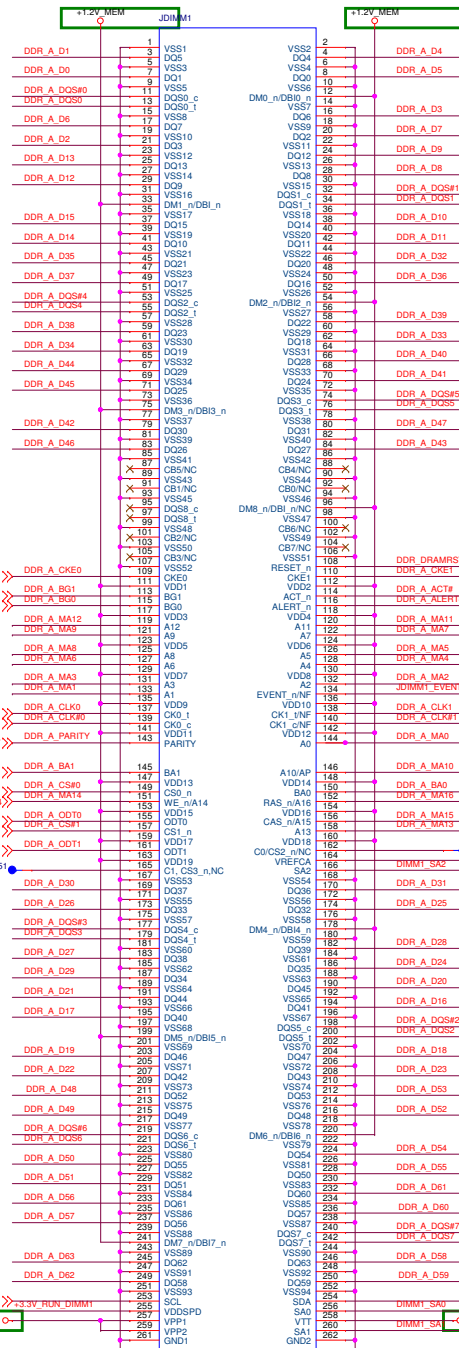 +1.2V_MEM JDIMM1 +1.2V_MEM
1 VSS1 VSS2 2
DDR_A_D1 3 DQ5 DQ4 4 DDR_A_D4
5 VSS3 VSS4 6
DDR_A_D0 7 DQ1 DQ0 8 DDR_A_D5
9 VSS5 VSS6 10
DDR_A_DQS#0 11 DQS0_c DM0_n/DBI0_n 12
DDR_A_DQS0 13 DQS0_t VSS7 14
15 VSS8 DQ6 16 DDR_A_D3
DDR_A_D6 17 DQ7 VSS9 18
19 VSS10 DQ2 20 DDR_A_D7
DDR_A_D2 21 DQ3 VSS11 22
23 VSS12 DQ12 24 DDR_A_D9
DDR_A_D13 25 DQ13 VSS13 26
27 VSS14 DQ8 28 DDR_A_D8
DDR_A_D12 29 DQ9 VSS15 30
31 VSS16 DQS1_c 32 DDR_A_DQS#1
33 DM1_n/DBI_n DQS1_t 34 DDR_A_DQS1
35 VSS17 VSS18 36
DDR_A_D15 37 DQ15 DQ14 38 DDR_A_D10
39 VSS19 VSS20 40
DDR_A_D14 41 DQ10 DQ11 42 DDR_A_D11
43 VSS21 VSS22 44
DDR_A_D35 45 DQ21 DQ20 46 DDR_A_D32
47 VSS23 VSS24 48
DDR_A_D37 49 DQ17 DQ16 50 DDR_A_D36
51 VSS25 VSS26 52
DDR_A_DQS#4 53 DQS2_c DM2_n/DBI2_n 54
DDR_A_DQS4 55 DQS2_t VSS27 56
57 VSS28 DQ22 58 DDR_A_D39
DDR_A_D38 59 DQ23 VSS29 60
61 VSS30 DQ18 62 DDR_A_D33
DDR_A_D34 63 DQ19 VSS31 64
65 VSS32 DQ28 66 DDR_A_D40
DDR_A_D44 67 DQ29 VSS33 68
69 VSS34 DQ24 70 DDR_A_D41
DDR_A_D45 71 DQ25 VSS35 72
73 VSS36 DQS3_c 74 DDR_A_DQS#5
75 DM3_n/DBI3_n DQS3_t 76 DDR_A_DQS5
77 VSS37 VSS38 78
DDR_A_D42 79 DQ30 DQ31 80 DDR_A_D47
81 VSS39 VSS40 82
DDR_A_D46 83 DQ26 DQ27 84 DDR_A_D43
85 VSS41 VSS42 86
87 CB5/NC CB4/NC 88
89 VSS43 VSS44 90
91 CB1/NC CB0/NC 92
93 VSS45 VSS46 94
95 DQS8_c DM8_n/DBI_n/NC 96
97 DQS8_t VSS47 98
99 VSS48 CB6/NC 100
101 CB2/NC VSS49 102
103 VSS50 CB7/NC 104
105 CB3/NC VSS51 106
107 VSS52 RESET_n 108 DDR_DRAMRS
DDR_A_CKE0 109 CKE0 CKE1 110 DDR_A_CKE1
111 VDD1 VDD2 112
DDR_A_BG1 113 BG1 ACT_n 114 DDR_A_ACT#
DDR_A_BG0 115 BG0 ALERT_n 116 DDR_A_ALERT
117 VDD3 VDD4 118
DDR_A_MA12 119 A12 A11 120 DDR_A_MA11
DDR_A_MA9 121 A9 A7 122 DDR_A_MA7
123 VDD5 VDD6 124
DDR_A_MA8 125 A8 A5 126 DDR_A_MA5
DDR_A_MA6 127 A6 A4 128 DDR_A_MA4
129 VDD7 VDD8 130
DDR_A_MA3 131 A3 A2 132 DDR_A_MA2
DDR_A_MA1 133 A1 EVENT_n/NF 134 JDIMM1_EVENT
135 VDD9 VDD10 136
DDR_A_CLK0 137 CK0_t CK1_t/NF 138 DDR_A_CLK1
DDR_A_CLK#0 139 CK0_c CK1_c/NF 140 DDR_A_CLK#1
141 VDD11 VDD12 142
DDR_A_PARITY 143 PARITY A0 144 DDR_A_MA0
DDR_A_BA1 145 BA1 A10/AP 146 DDR_A_MA10
147 VDD13 VDD14 148
DDR_A_CS#0 149 CS0_n BA0 150 DDR_A_BA0
DDR_A_MA14 151 WE_n/A14 RAS_n/A16 152 DDR_A_MA16
153 VDD15 VDD16 154
DDR_A_ODT0 155 ODT0 CAS_n/A15 156 DDR_A_MA15
DDR_A_CS#1 157 CS1_n A13 158 DDR_A_MA13
159 VDD17 VDD18 160
DDR_A_ODT1 161 ODT1 C0/CS2_n/NC 162
163 VDD19 VREFCA 164
165 C1, CS3_n,NC SA2 166 DIMM1_SA2
167 VSS53 VSS54 168
DDR_A_D30 169 DQ37 DQ36 170 DDR_A_D31
171 VSS55 VSS56 172
DDR_A_D26 173 DQ33 DQ32 174 DDR_A_D25
175 VSS57 VSS58 176
DDR_A_DQS#3 177 DQS4_c DM4_n/DBI4_n 178
DDR_A_DQS3 179 DQS4_t VSS59 180
181 VSS60 DQ39 182 DDR_A_D28
DDR_A_D27 183 DQ38 VSS61 184
185 VSS62 DQ35 186 DDR_A_D24
DDR_A_D29 187 DQ34 VSS63 188
189 VSS64 DQ45 190 DDR_A_D20
DDR_A_D21 191 DQ44 VSS65 192
193 VSS66 DQ41 194 DDR_A_D16
DDR_A_D17 195 DQ40 VSS67 196
197 VSS68 DQS5_c 198 DDR_A_DQS#2
199 DM5_n/DBI5_n DQS5_t 200 DDR_A_DQS2
201 VSS69 VSS70 202
DDR_A_D19 203 DQ46 DQ47 204 DDR_A_D18
205 VSS71 VSS72 206
DDR_A_D22 207 DQ42 DQ43 208 DDR_A_D23
209 VSS73 VSS74 210
DDR_A_D48 211 DQ52 DQ53 212 DDR_A_D53
213 VSS75 VSS76 214
DDR_A_D49 215 DQ49 DQ48 216 DDR_A_D52
217 VSS77 VSS78 218
DDR_A_DQS#6 219 DQS6_c DM6_n/DBI6_n 220
DDR_A_DQS6 221 DQS6_t VSS79 222
223 VSS80 DQ54 224 DDR_A_D54
DDR_A_D50 225 DQ55 VSS81 226
227 VSS82 DQ50 228 DDR_A_D55
DDR_A_D51 229 DQ51 VSS83 230
231 VSS84 DQ60 232 DDR_A_D61
DDR_A_D56 233 DQ61 VSS85 234
235 VSS86 DQ57 236 DDR_A_D60
DDR_A_D57 237 DQ56 VSS87 238
239 VSS88 DQS7_c 240 DDR_A_DQS#7
241 DM7_n/DBI7_n DQS7_t 242 DDR_A_DQS7
243 VSS89 VSS90 244
DDR_A_D63 245 DQ62 DQ63 246 DDR_A_D58
247 VSS91 VSS92 248
DDR_A_D62 249 DQ58 DQ59 250 DDR_A_D59
251 VSS93 VSS94 252
253 SCL SDA 254
+3.3V_RUN_DIMM1 255 VDDSPD SA0 256 DIMM1_SA0
257 VPP1 VTT 258
259 VPP2 SA1 260 DIMM1_SA
261 GND1 GND2 262